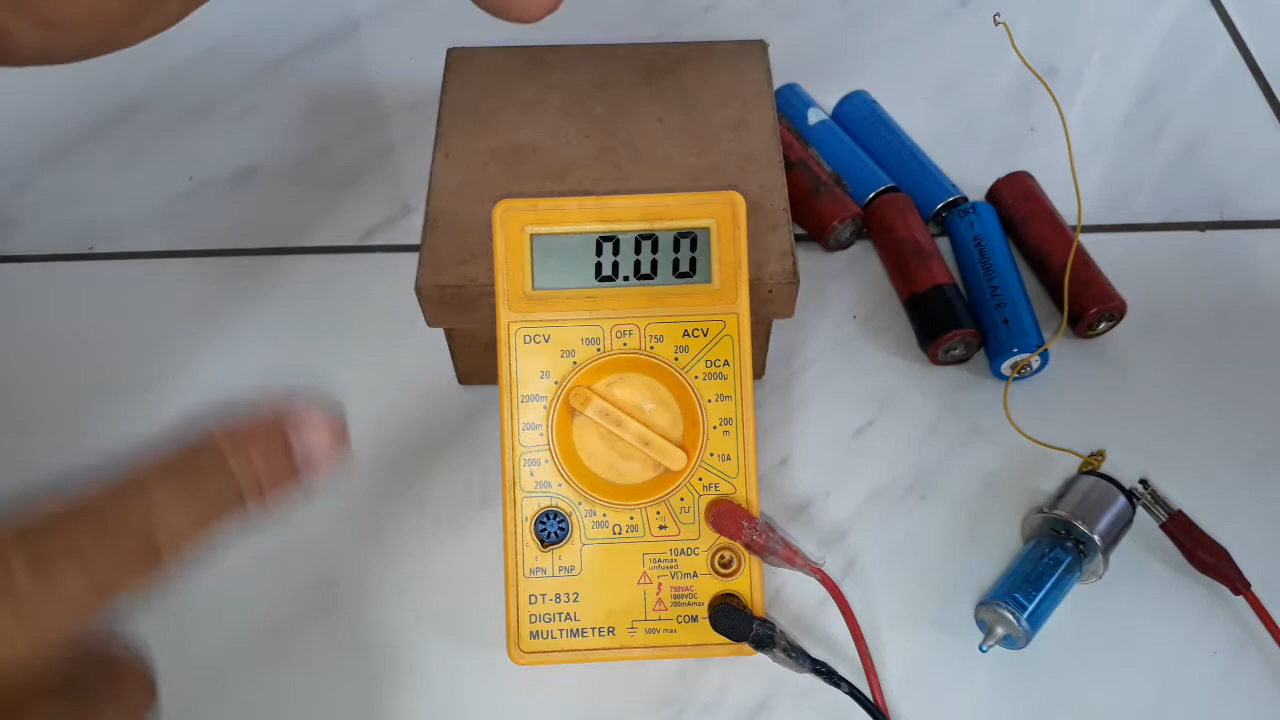 0.00
DCV
1000
OFF
750
ACV
200
200
DCA
20
2000µ
2000m
20m
200m
200
m
10A
2000
k
hFE
200k
20k
2000
Ω
200
E
E
NPN
PNP
10ADC
10Amax
unfused
VΩmA
750VAC
1000VDC
200mAmax
COM
500V max
DT-832
DIGITAL
MULTIMETER
+ 3.7V 1000mAh